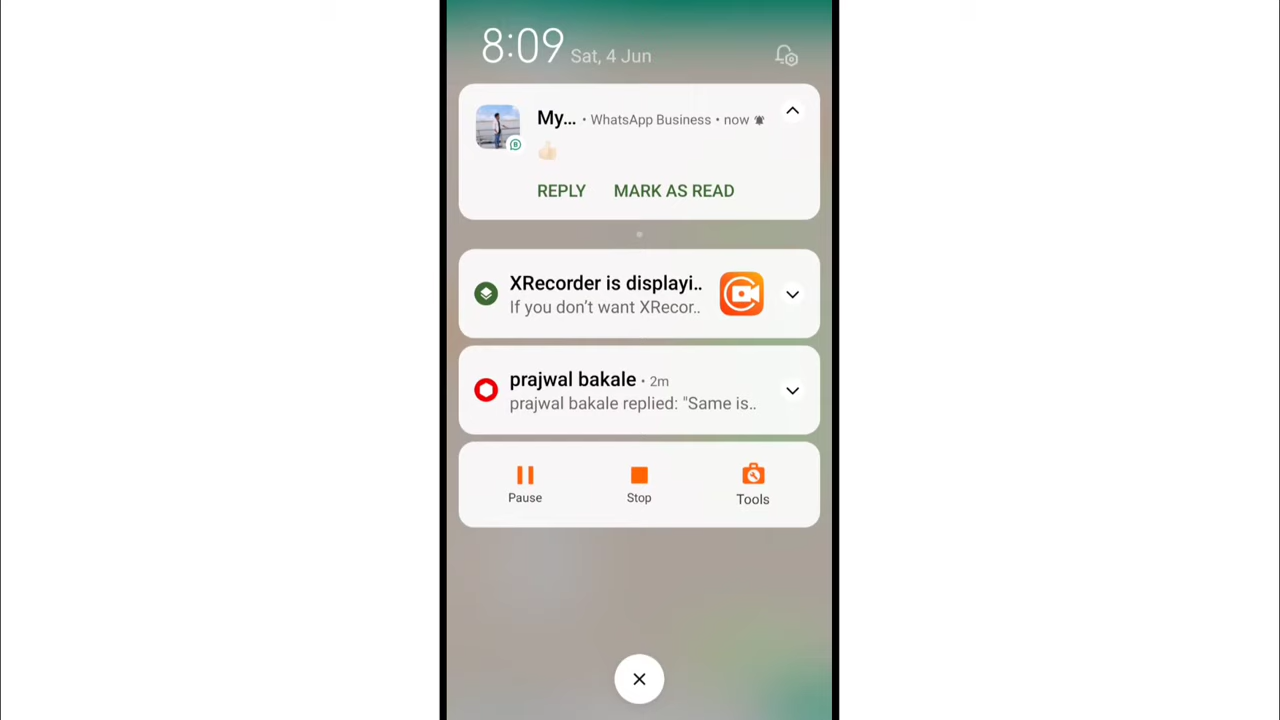 8:09 Sat, 4 Jun
My... • WhatsApp Business • now
👍🏻
REPLY MARK AS READ
XRecorder is displayi..
If you don’t want XRecor..
prajwal bakale • 2m
prajwal bakale replied: "Same is..
Pause Stop Tools